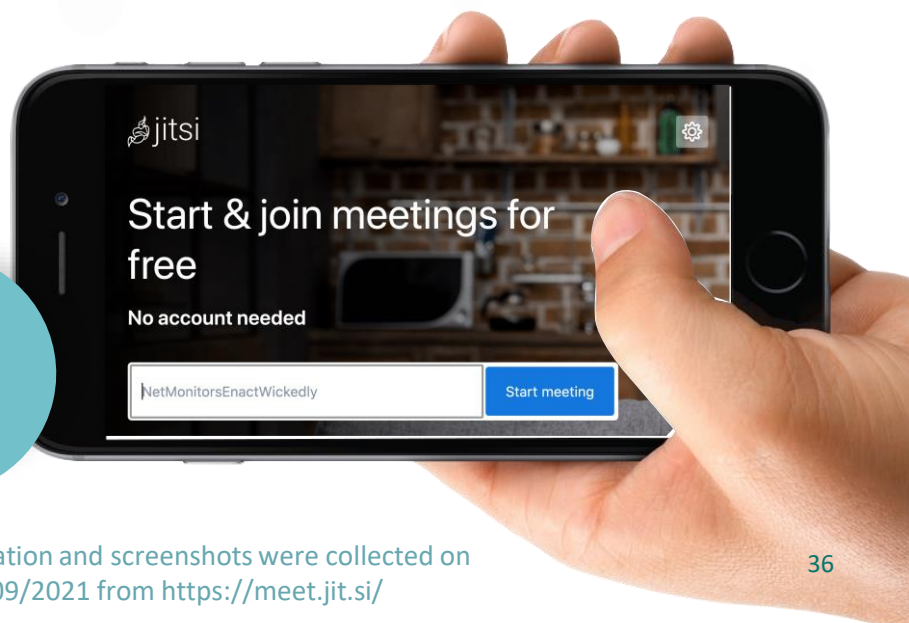 jitsi
Start & join meetings for
free
No account needed
NetMonitorsEnactWickedly
Start meeting
ation and screenshots were collected on
09/2021 from https://meet.jit.si/
36